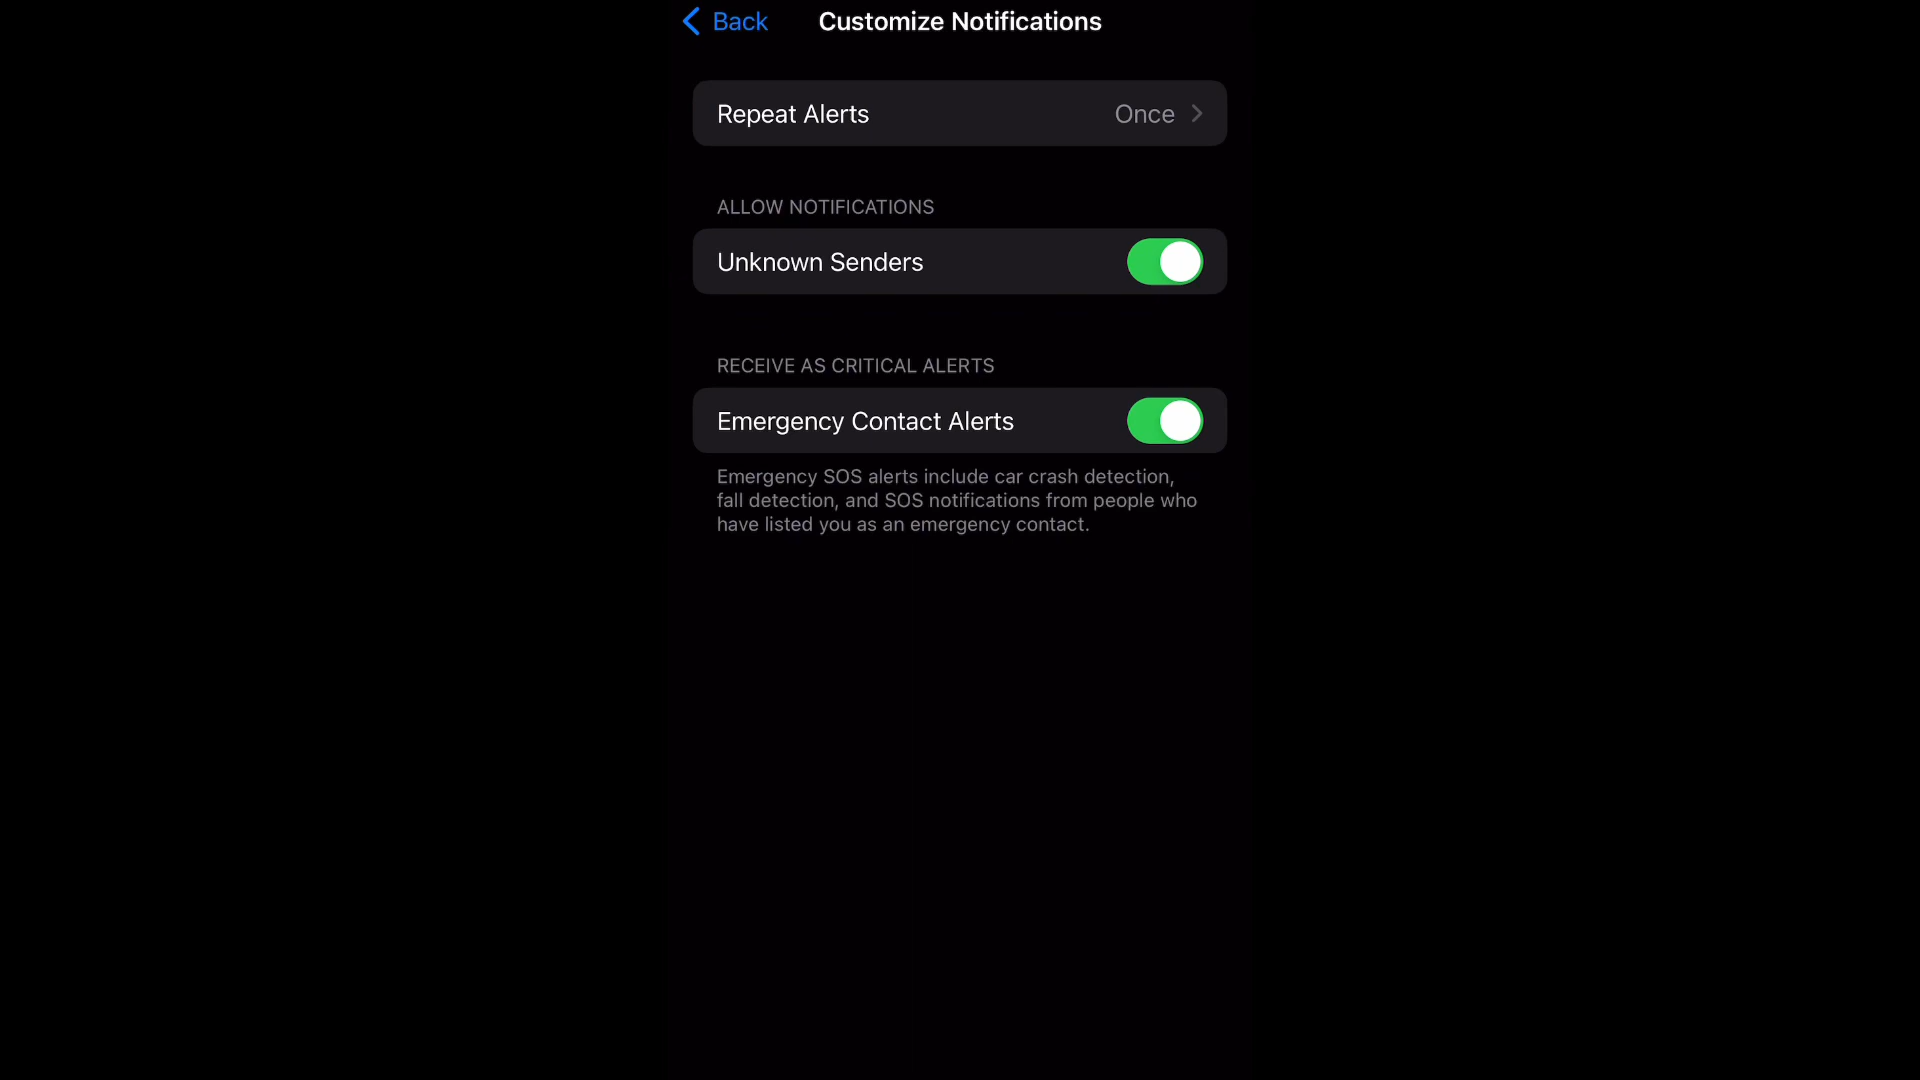 Back
Customize Notifications
Repeat Alerts
Once
ALLOW NOTIFICATIONS
Unknown Senders
RECEIVE AS CRITICAL ALERTS
Emergency Contact Alerts
Emergency SOS alerts include car crash detection,
fall detection, and SOS notifications from people who
have listed you as an emergency contact.